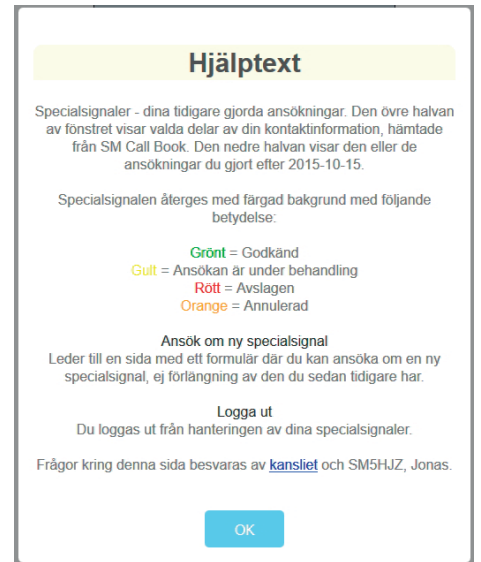 Hjälptext
Specialsignaler - dina tidigare gjorda ansökningar. Den övre halvan
av fönstret visar valda delar av din kontaktinformation, hämtade
från SM Call Book. Den nedre halvan visar den eller de
ansökningar du gjort efter 2015-10-15.
Specialsignalen återges med färgad bakgrund med följande
betydelse:
Grönt = Godkänd
Gult = Ansökan är under behandling
Rött = Avslagen
Orange = Annulerad
Ansök om ny specialsignal
Leder till en sida med ett formulär där du kan ansöka om en ny
specialsignal, ej förlängning av den du sedan tidigare har.
Logga ut
Du loggas ut från hanteringen av dina specialsignaler.
Frågor kring denna sida besvaras av kansliet och SM5HJZ, Jonas.
OK